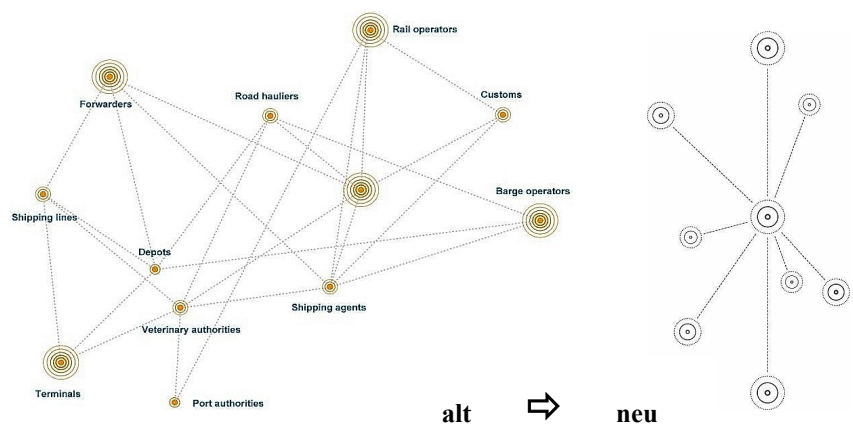 Rail operators
Forwarders
Road hauliers
Customs
Shipping lines
Barge operators
Depots
Shipping agents
Veterinary authorities
Terminals
Port authorities
alt ⇨ neu